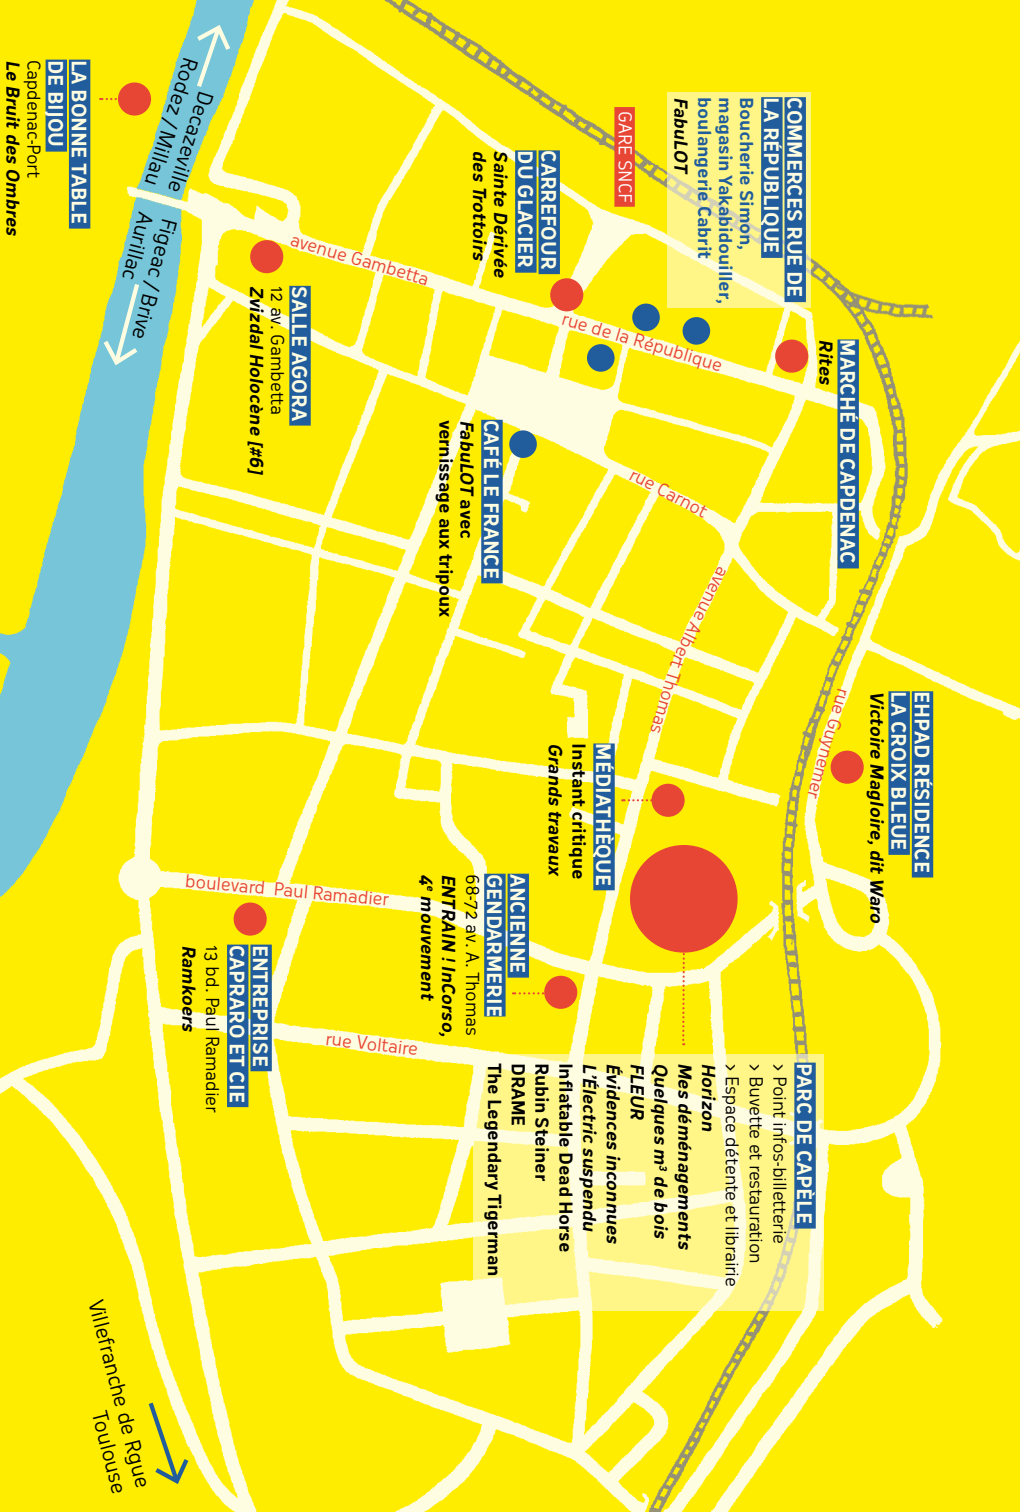 COMMERCES RUE DE
LA RÉPUBLIQUE
Boucherie Simon,
magasin Yakabidouiller,
boulangerie Cabrit
FabuLOT
GARE SNCF
CARREFOUR
DU GLACIER
Sainte Dérivée
des Trottoirs
Decazeville
Rodez / Milau
LA BONNE TABLE
DE BIJOU
Capdenac-Port
Le Bruit des Ombres
Figeac / Brive
Aurillac
avenue Gambetta
SALLE AGORA
12 av. Gambetta
Zvizdal Holocène [#6]
rue de la République
MARCHÉ DE CAPDENAC
Rites
CAFÉ LE FRANCE
FabuLOT avec
vernissage aux tripoux
rue Carnot
avenue Albert Thomas
rue Guynemer
EHPAD RÉSIDENCE
LA CROIX BLEUE
Victoire Magloire, dit Waro
MÉDIATHÈQUE
Instant critique
Grands travaux
ANCIENNE
GENDARMERIE
68-72 av. A. Thomas
ENTRAIN ! InCorso,
4e mouvement
boulevard Paul Ramadier
ENTREPRISE
CAPRARO ET CIE
13 bd. Paul Ramadier
Ramkoers
rue Voltaire
PARC DE CAPÈLE
› Point infos-billetterie
› Buvette et restauration
› Espace détente et librairie
Horizon
Mes déménagements
Quelques m³ de bois
FLEUR
Évidences inconnues
L'Électric suspendu
Inflatable Dead Horse
Rubin Steiner
DRAME
The Legendary Tigerman
Villefranche de Rgue
Toulouse